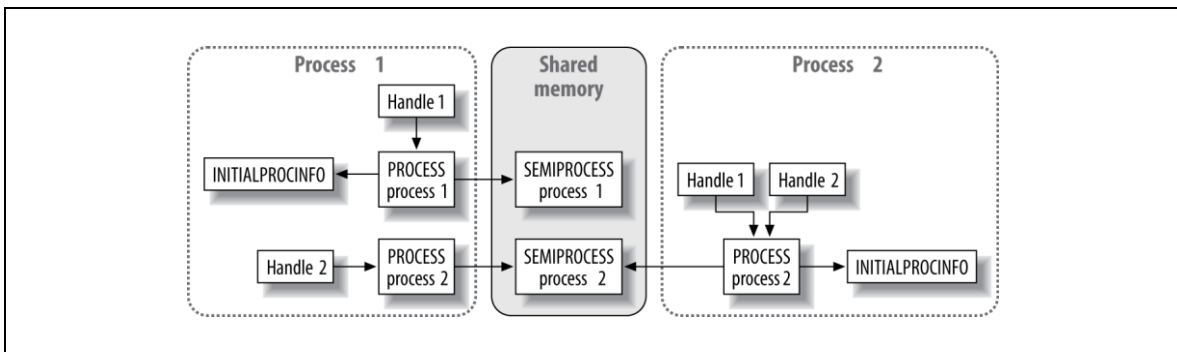 Process 1
Handle 1
INITIALPROCINFO
PROCESS
process 1
Handle 2
PROCESS
process 2
Shared
memory
SEMIPROCESS
process 1
SEMIPROCESS
process 2
Process 2
Handle 1
Handle 2
PROCESS
process 2
INITIALPROCINFO